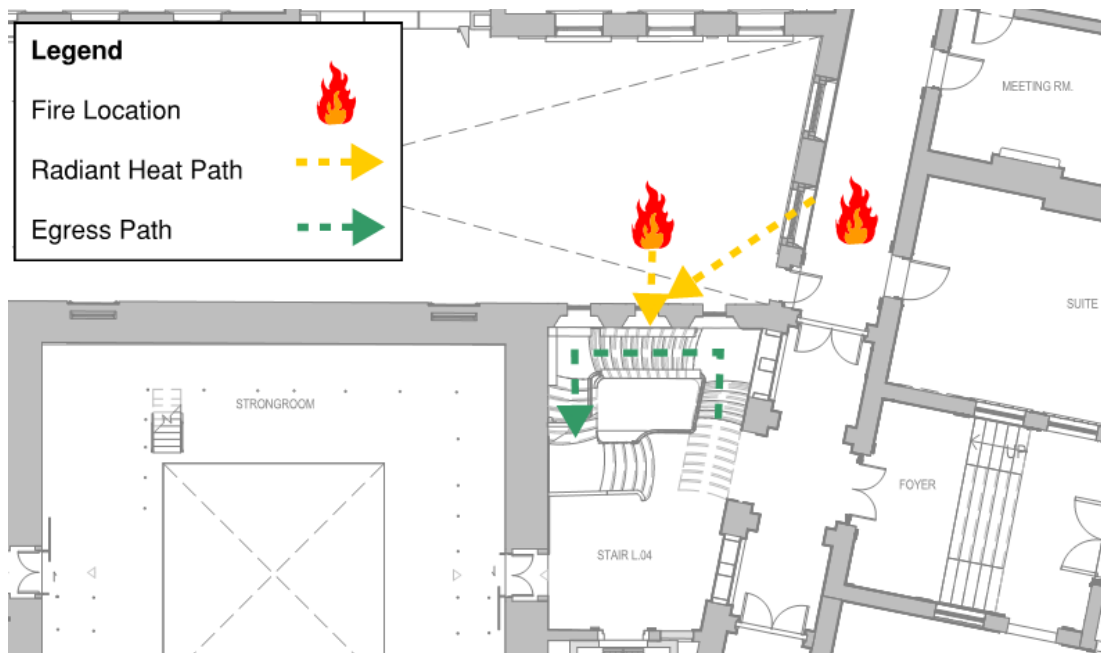 Legend
Fire Location
Radiant Heat Path
Egress Path
MEETING RM.
SUITE
STRONGROOM
FOYER
UP
STAIR L.04